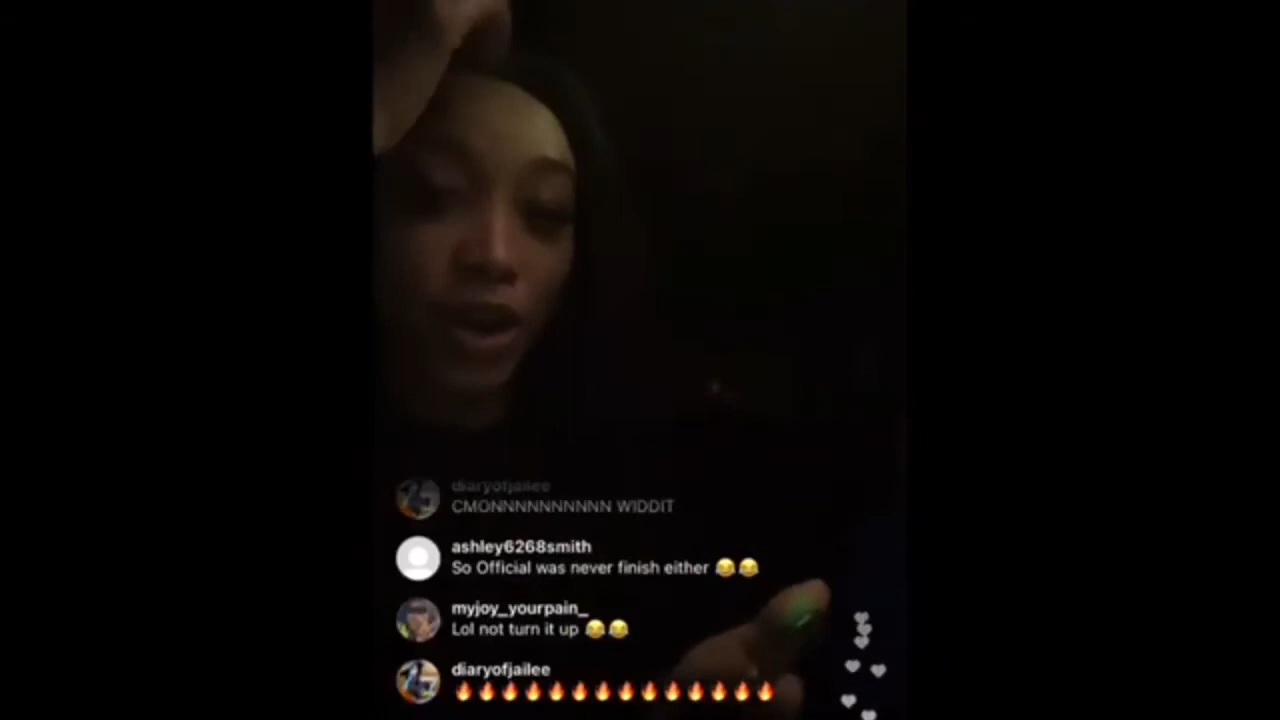 diaryofjailee
CMONNNNNNNNNN WIDDIT
ashley6268smith
So Official was never finish either 😂😂
myjoy_yourpain_
Lol not turn it up 😂😂
diaryofjailee
🔥🔥🔥🔥🔥🔥🔥🔥🔥🔥🔥🔥🔥🔥